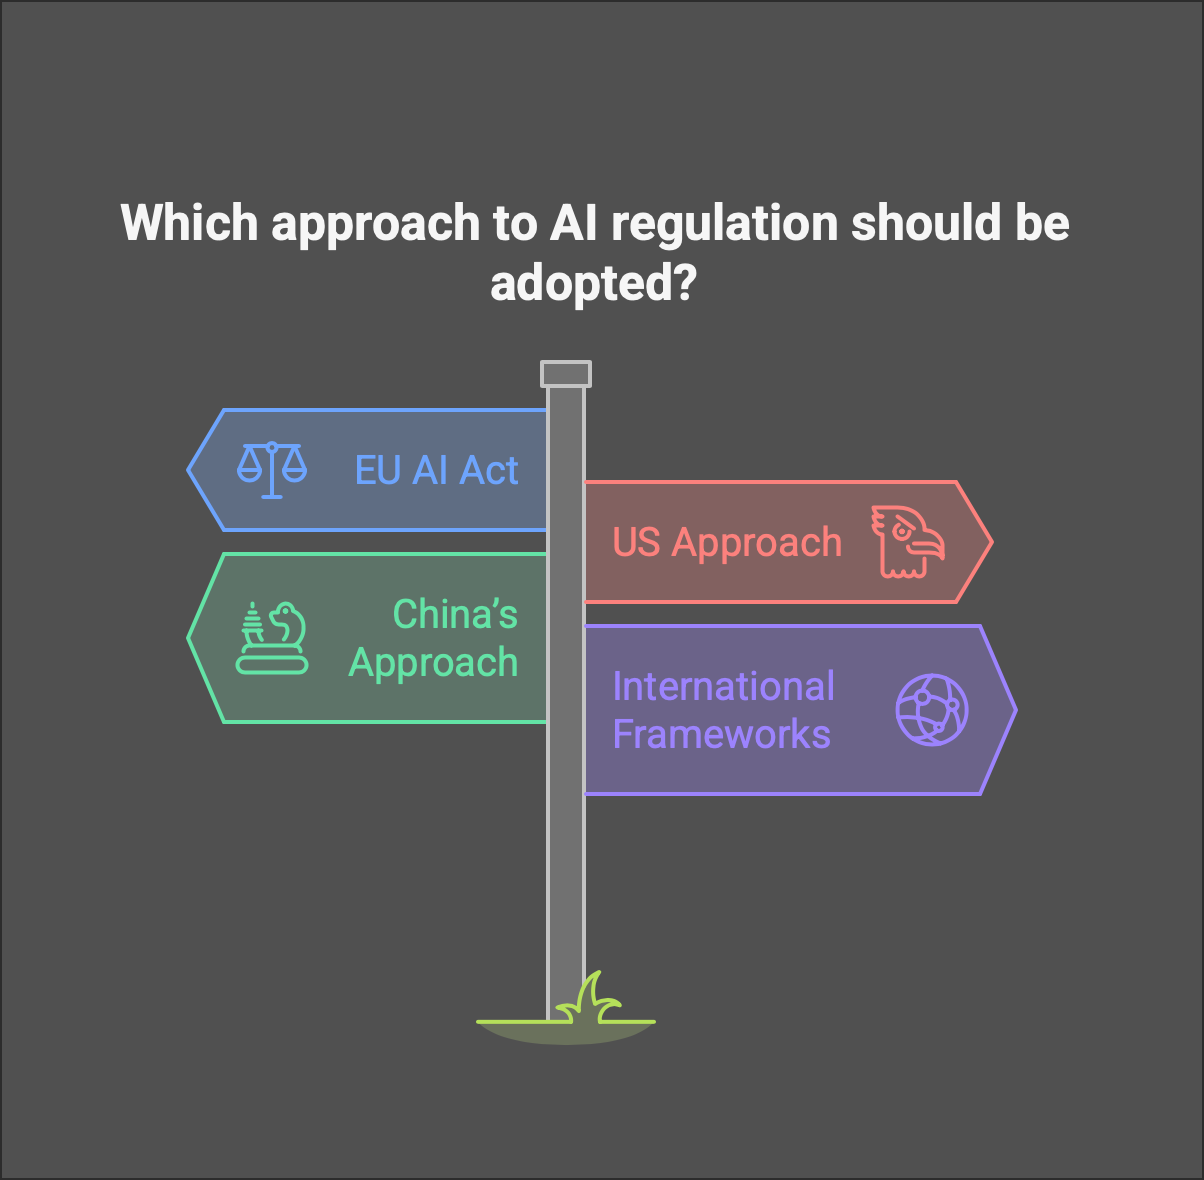 Which approach to AI regulation should be
adopted?
EU AI Act
US Approach
China’s
Approach
International
Frameworks